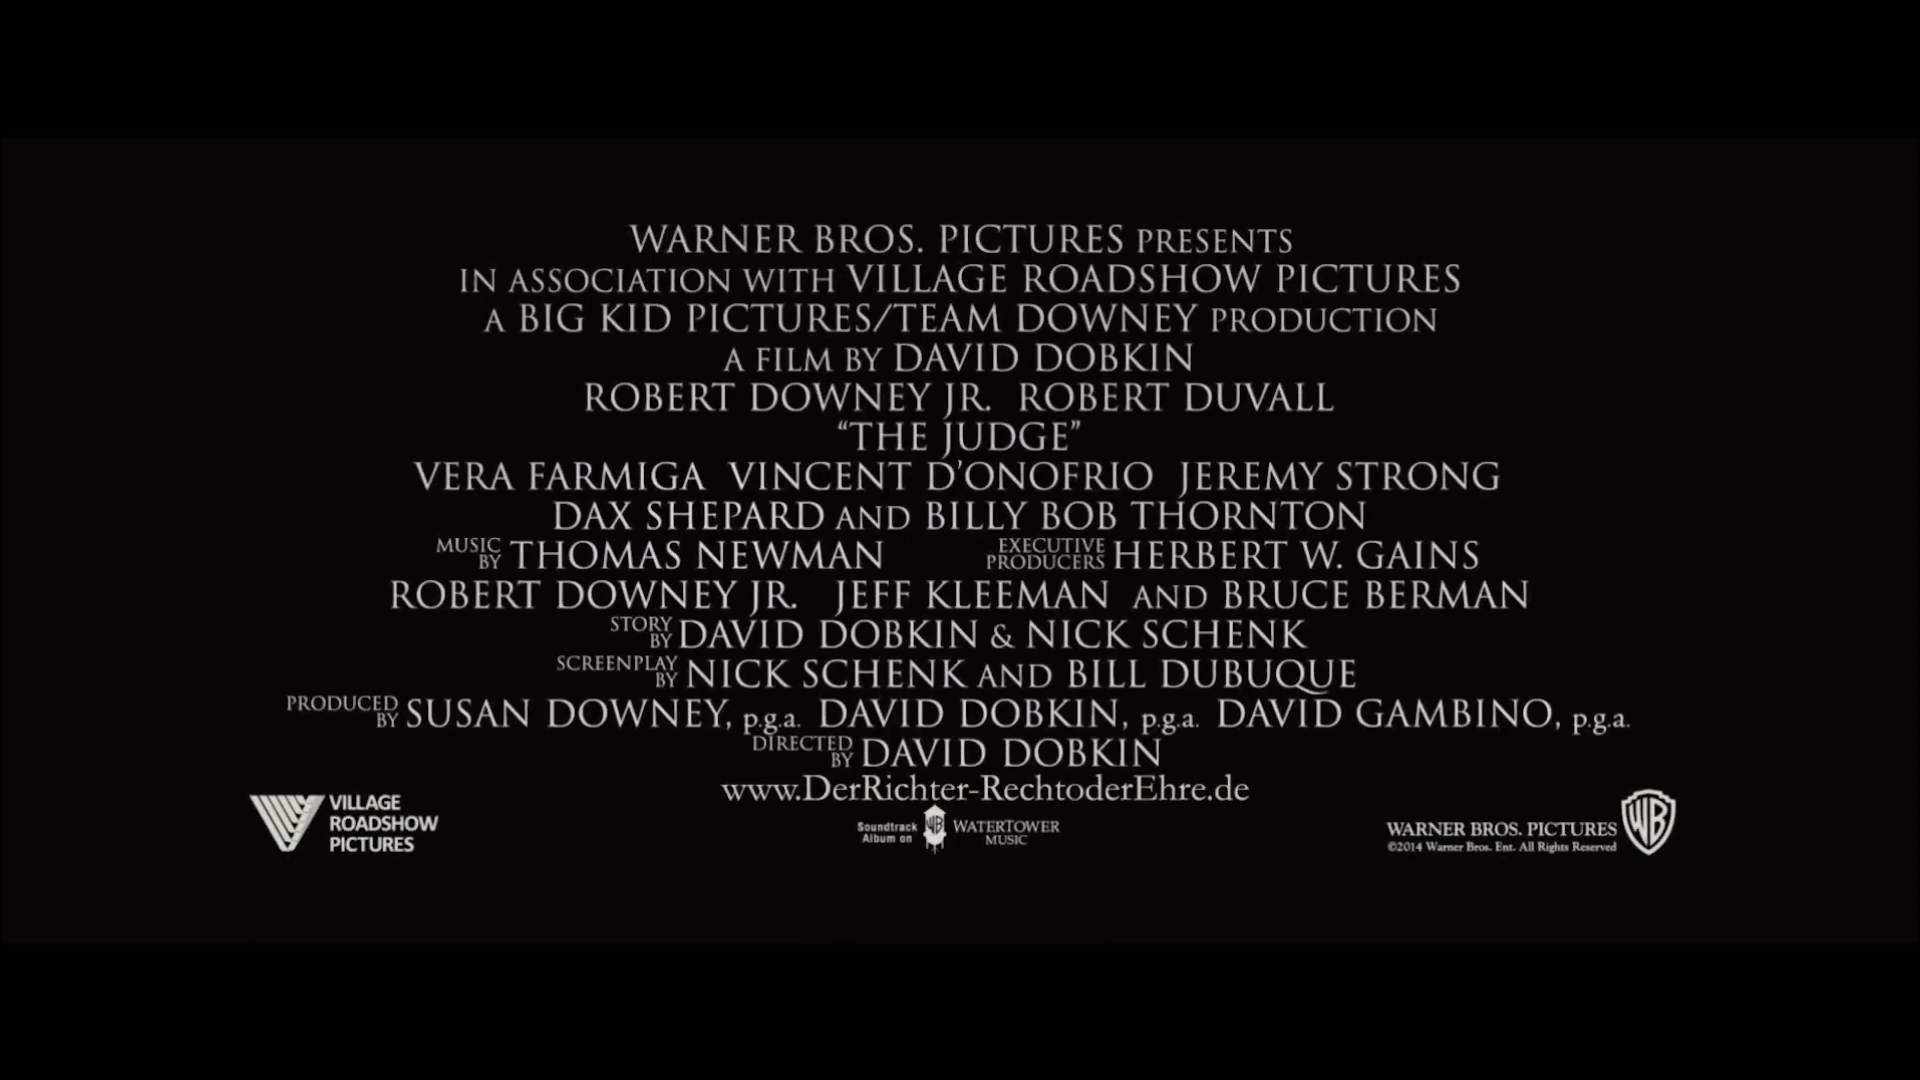 WARNER BROS. PICTURES PRESENTS
IN ASSOCIATION WITH VILLAGE ROADSHOW PICTURES
A BIG KID PICTURES/TEAM DOWNEY PRODUCTION
A FILM BY DAVID DOBKIN
ROBERT DOWNEY JR. ROBERT DUVALL
“THE JUDGE”
VERA FARMIGA VINCENT D’ONOFRIO JEREMY STRONG
DAX SHEPARD AND BILLY BOB THORNTON
MUSIC BY THOMAS NEWMAN EXECUTIVE PRODUCERS HERBERT W. GAINS
ROBERT DOWNEY JR. JEFF KLEEMAN AND BRUCE BERMAN
STORY BY DAVID DOBKIN & NICK SCHENK
SCREENPLAY BY NICK SCHENK AND BILL DUBUQUE
PRODUCED BY SUSAN DOWNEY, p.g.a. DAVID DOBKIN, p.g.a. DAVID GAMBINO, p.g.a.
DIRECTED BY DAVID DOBKIN
www.DerRichter-RechtoderEhre.de
VILLAGE
ROADSHOW
PICTURES
Soundtrack
Album on
WB
WATERTOWER
MUSIC
WARNER BROS. PICTURES
©2014 Warner Bros. Ent. All Rights Reserved
WB